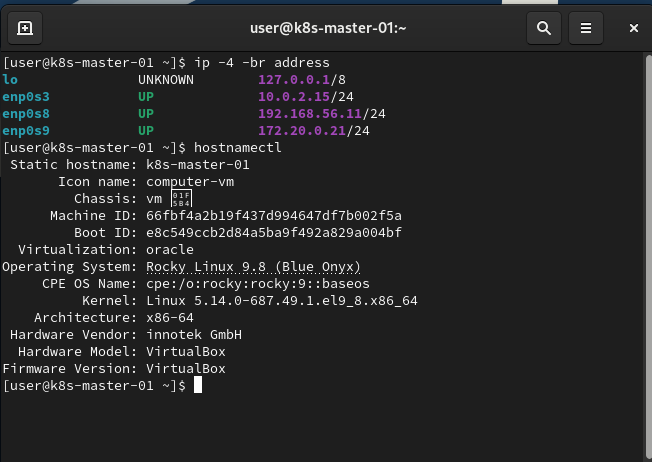 user@k8s-master-01:~
[user@k8s-master-01 ~]$ ip -4 -br address
lo               UNKNOWN        127.0.0.1/8
enp0s3           UP             10.0.2.15/24
enp0s8           UP             192.168.56.11/24
enp0s9           UP             172.20.0.21/24
[user@k8s-master-01 ~]$ hostnamectl
 Static hostname: k8s-master-01
       Icon name: computer-vm
         Chassis: vm 01F5B4
      Machine ID: 66fbf4a2b19f437d994647df7b002f5a
         Boot ID: e8c549ccb2d84a5ba9f492a829a004bf
  Virtualization: oracle
Operating System: Rocky Linux 9.8 (Blue Onyx)
     CPE OS Name: cpe:/o:rocky:rocky:9::baseos
          Kernel: Linux 5.14.0-687.49.1.el9_8.x86_64
    Architecture: x86-64
 Hardware Vendor: innotek GmbH
  Hardware Model: VirtualBox
Firmware Version: VirtualBox
[user@k8s-master-01 ~]$